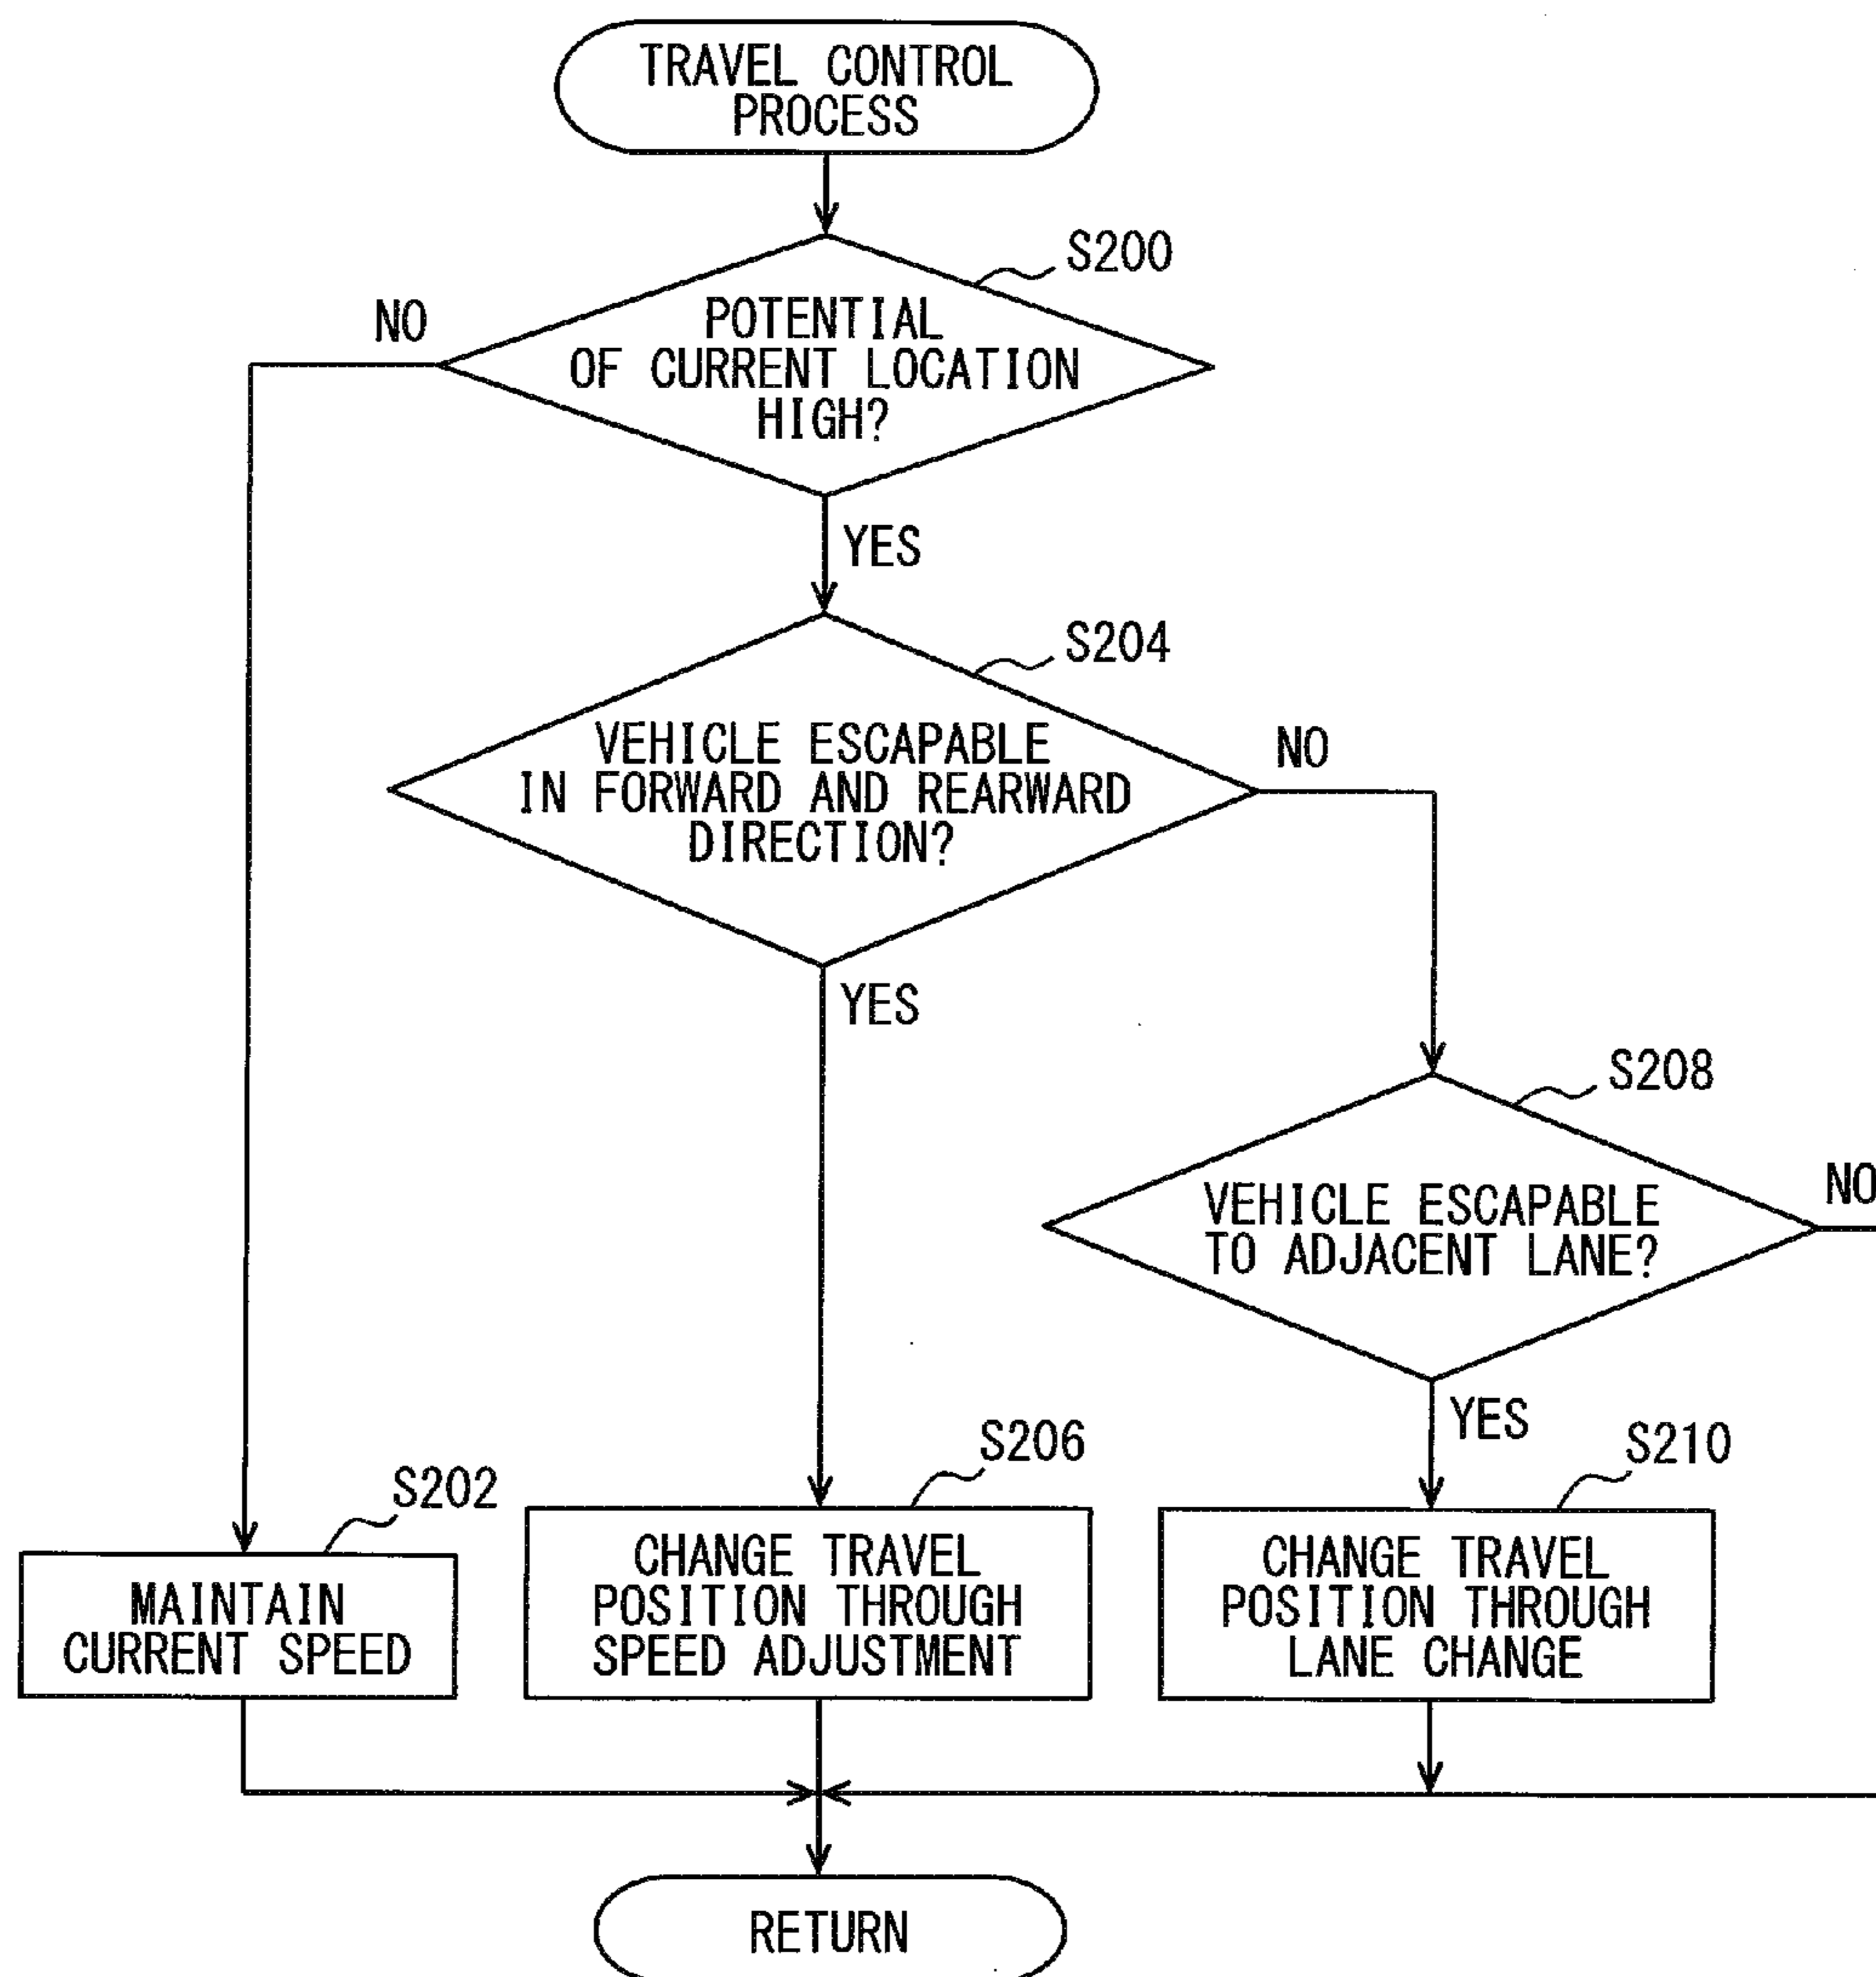 TRAVEL CONTROL
PROCESS
S200
NO
POTENTIAL
OF CURRENT LOCATION
HIGH?
YES
S204
VEHICLE ESCAPABLE
IN FORWARD AND REARWARD
DIRECTION?
NO
YES
S208
VEHICLE ESCAPABLE
TO ADJACENT LANE?
NO
YES
S202
MAINTAIN
CURRENT SPEED
S206
CHANGE TRAVEL
POSITION THROUGH
SPEED ADJUSTMENT
S210
CHANGE TRAVEL
POSITION THROUGH
LANE CHANGE
RETURN